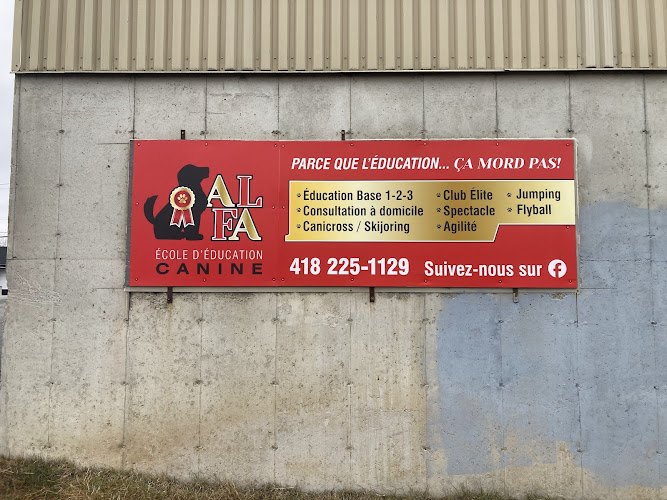 AL
FA
ÉCOLE D'ÉDUCATION
CANINE
PARCE QUE L'ÉDUCATION... ÇA MORD PAS!
Éducation Base 1-2-3
Consultation à domicile
Canicross / Skijoring
Club Élite
Spectacle
Agilité
Jumping
Flyball
418 225-1129 Suivez-nous sur